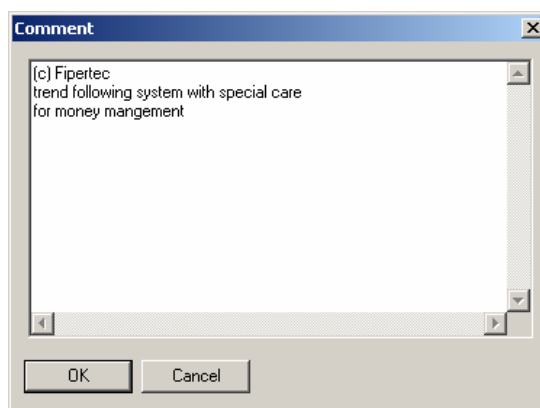 Comment
(c) Fipertec
trend following system with special care
for money mangement
OK
Cancel